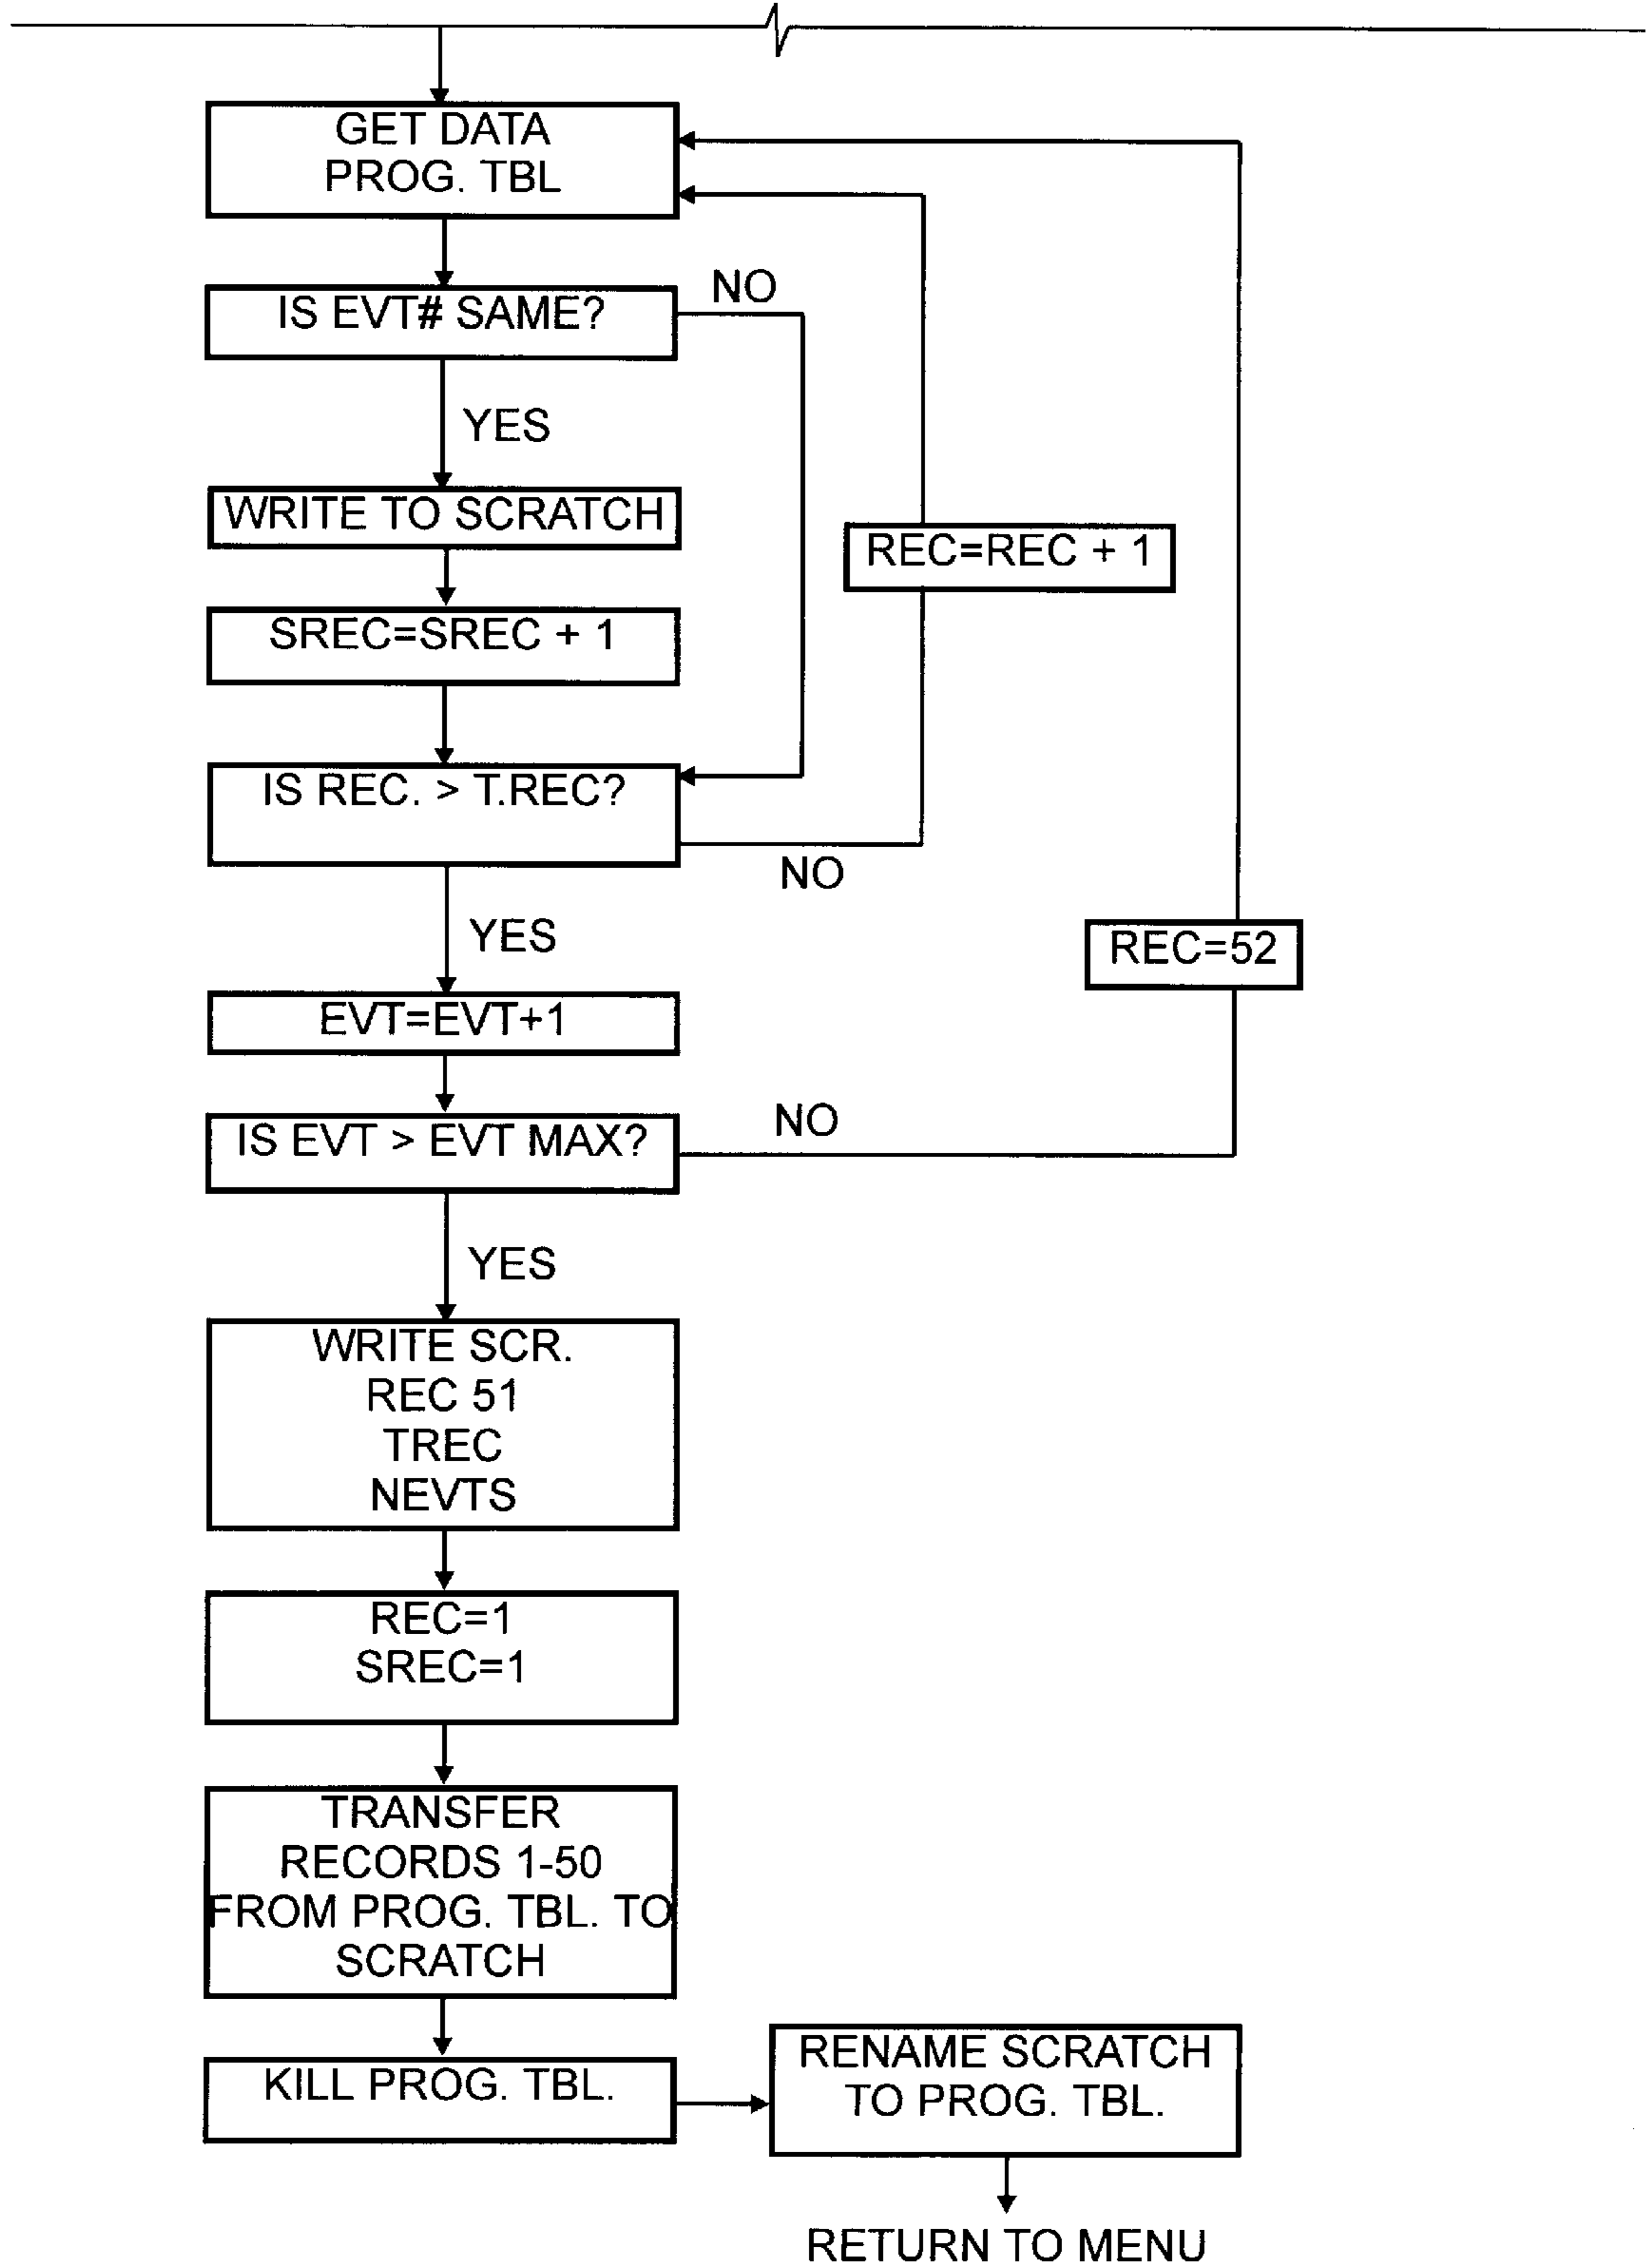 GET DATA
PROG. TBL
NO
IS EVT# SAME?
YES
WRITE TO SCRATCH
REC=REC + 1
SREC=SREC + 1
IS REC. > T.REC?
NO
YES
REC=52
EVT=EVT+1
NO
IS EVT > EVT MAX?
YES
WRITE SCR.
REC 51
TREC
NEVTS
REC=1
SREC=1
TRANSFER
RECORDS 1-50
FROM PROG. TBL. TO
SCRATCH
KILL PROG. TBL.
RENAME SCRATCH
TO PROG. TBL.
RETURN TO MENU